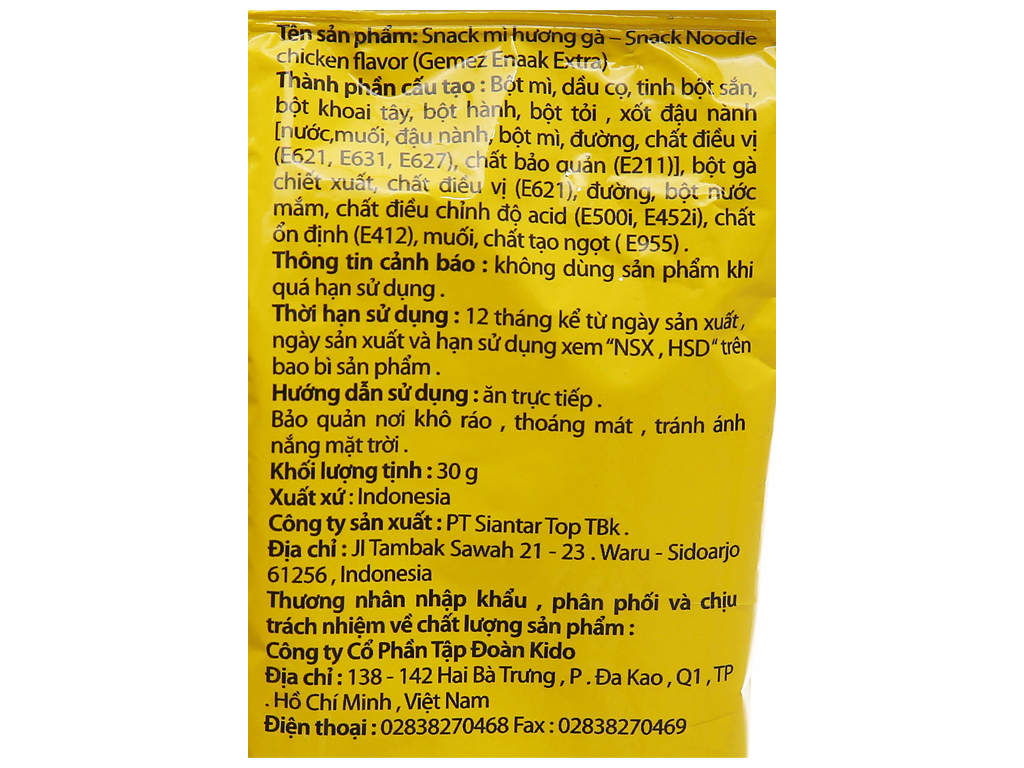 Tên sản phẩm: Snack mì hương gà – Snack Noodle
chicken flavor (Gemez Enaak Extra)
Thành phần cấu tạo : Bột mì, dầu cọ, tinh bột sắn,
bột khoai tây, bột hành, bột tỏi , xốt đậu nành
[nước,muối, đậu nành, bột mì, đường, chất điều vị
(E621, E631, E627), chất bảo quản (E211)], bột gà
chiết xuất, chất điều vị (E621), đường, bột nước
mắm, chất điều chỉnh độ acid (E500i, E452i), chất
ổn định (E412), muối, chất tạo ngọt ( E955) .
Thông tin cảnh báo : không dùng sản phẩm khi
quá hạn sử dụng .
Thời hạn sử dụng : 12 tháng kể từ ngày sản xuất,
ngày sản xuất và hạn sử dụng xem "NSX , HSD" trên
bao bì sản phẩm .
Hướng dẫn sử dụng : ăn trực tiếp .
Bảo quản nơi khô ráo , thoáng mát , tránh ánh
nắng mặt trời .
Khối lượng tịnh : 30 g
Xuất xứ : Indonesia
Công ty sản xuất : PT Siantar Top TBk .
Địa chỉ : Jl Tambak Sawah 21 - 23 . Waru - Sidoarjo
61256 , Indonesia
Thương nhân nhập khẩu , phân phối và chịu
trách nhiệm về chất lượng sản phẩm :
Công ty Cổ Phần Tập Đoàn Kido
Địa chỉ : 138 - 142 Hai Bà Trưng , P . Đa Kao , Q1 , TP
. Hồ Chí Minh , Việt Nam
Điện thoại : 02838270468 Fax : 02838270469